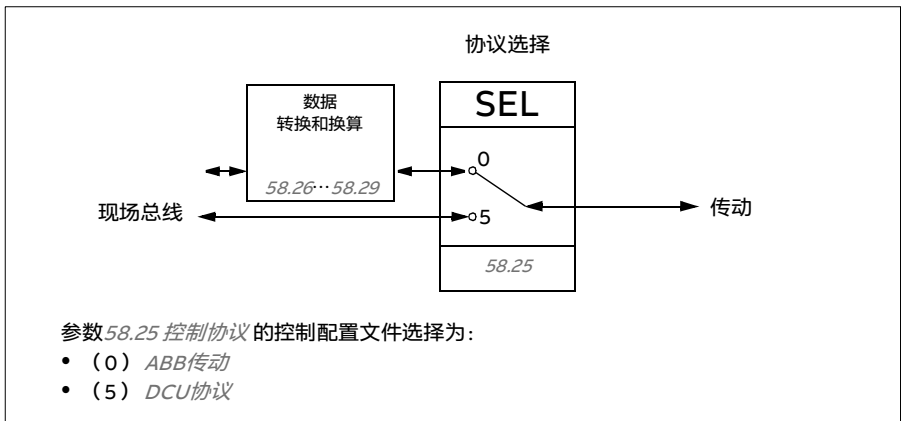 协议选择
数据
转换和换算
58.26…58.29
SEL
0
5
58.25
现场总线
传动
参数58.25 控制协议 的控制配置文件选择为：
• （0） ABB传动
• （5） DCU协议